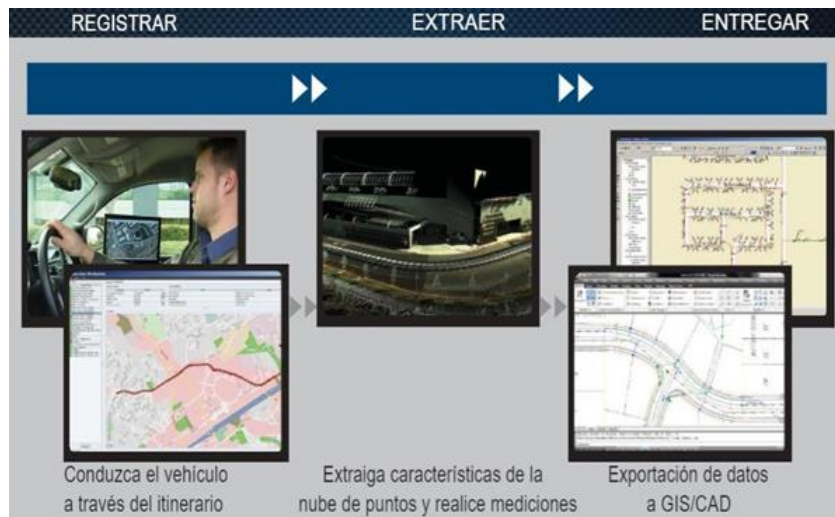 REGISTRAR
EXTRAER
ENTREGAR
Conduzca el vehículo
a través del itinerario
Extraiga características de la
nube de puntos y realice mediciones
Exportación de datos
a GIS/CAD